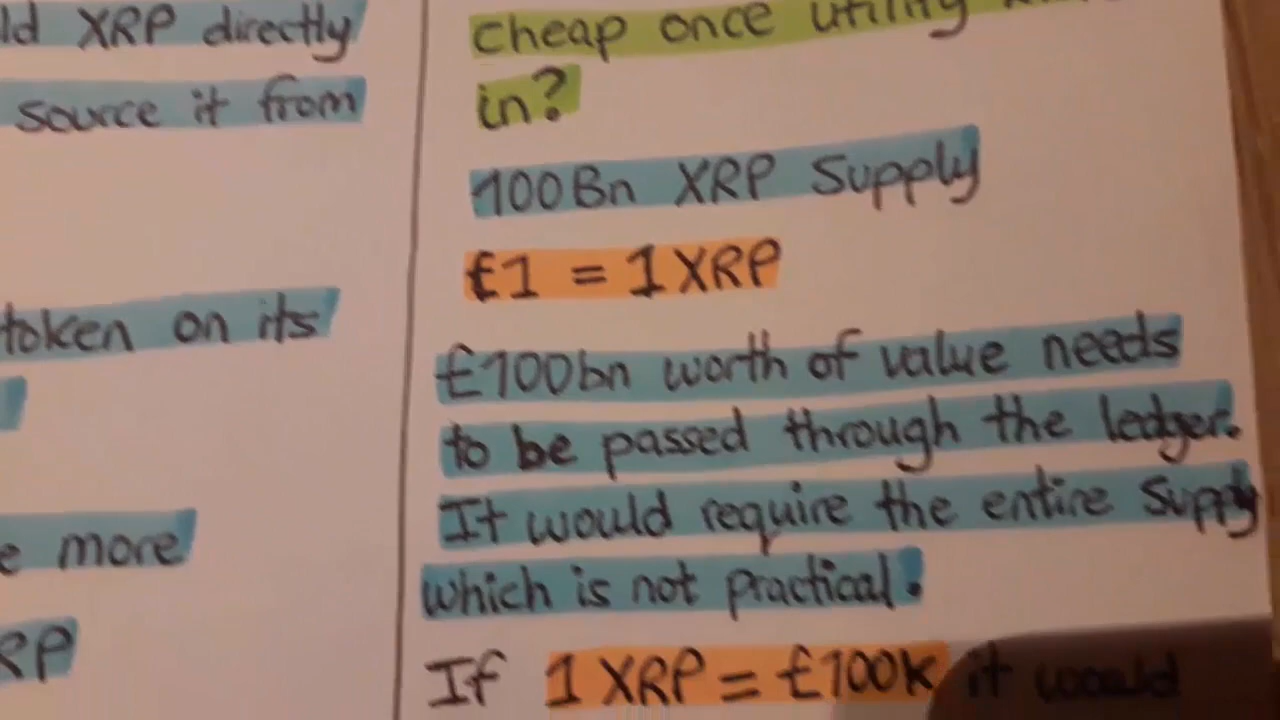 ld XRP directly
source it from
token on its
e more
RP
cheap once utility
in?
100Bn XRP Supply
£1 = 1 XRP
£100bn worth of value needs
to be passed through the ledger.
It would require the entire supply
which is not practical.
If 1 XRP = £100K it would